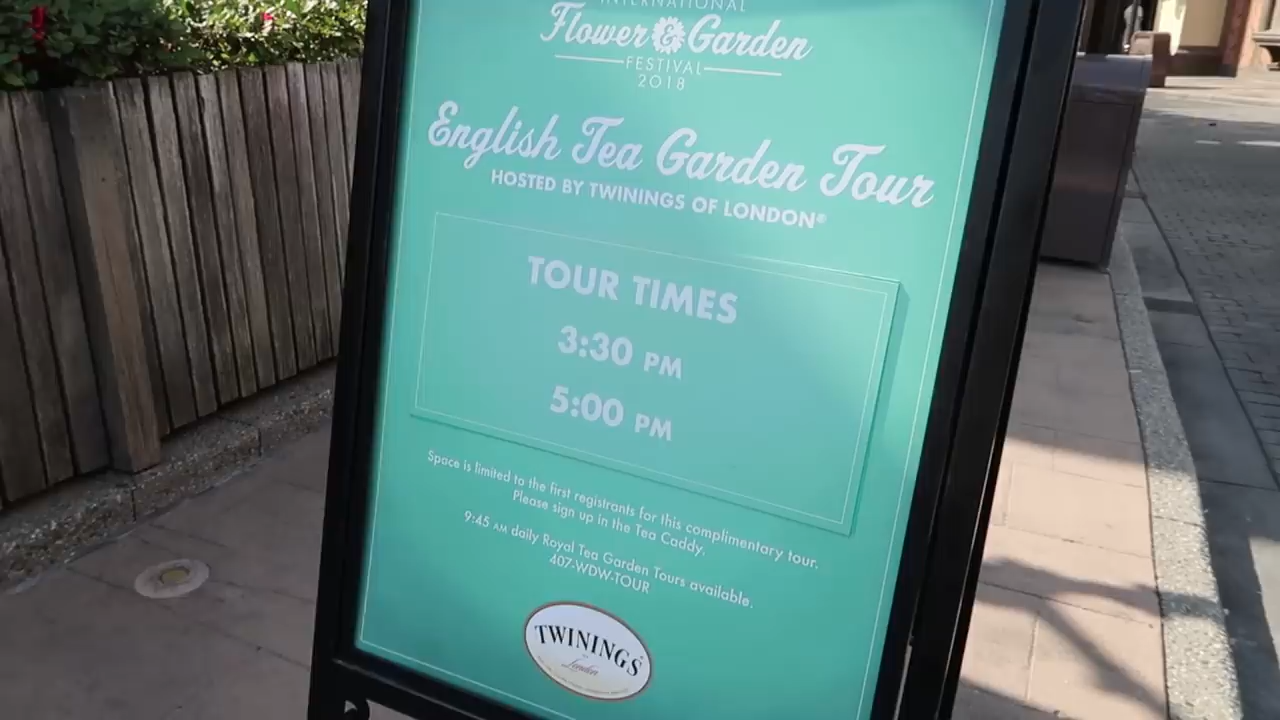 INTERNATIONAL
Flower & Garden
FESTIVAL
2018
English Tea Garden Tour
HOSTED BY TWININGS OF LONDON®
TOUR TIMES
3:30 PM
5:00 PM
Space is limited to the first registrants for this complimentary tour.
Please sign up in the Tea Caddy.
9:45 AM daily Royal Tea Garden Tours available.
407-WDW-TOUR
TWININGS®
London